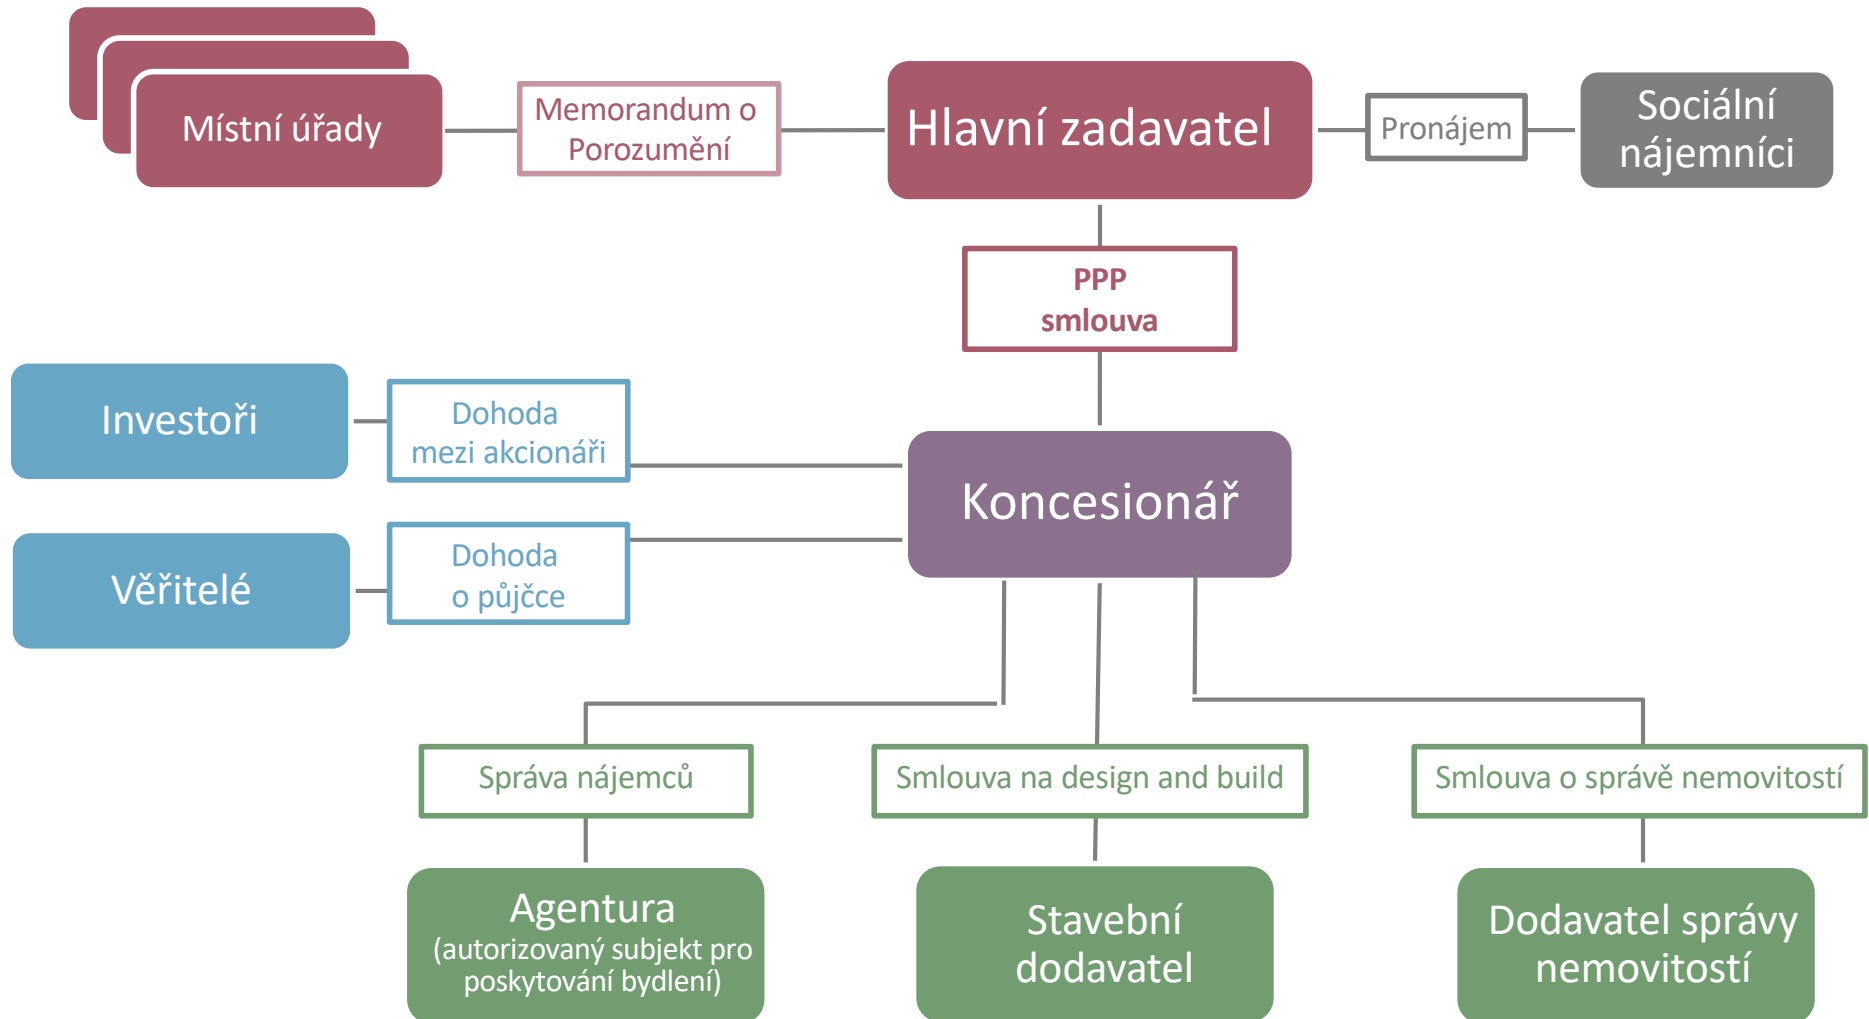 Místní úřady
Memorandum o
Porozumění
Hlavní zadavatel
Pronájem
Sociální
nájemníci
PPP
smlouva
Investoři
Dohoda
mezi akcionáři
Koncesionář
Věřitelé
Dohoda
o půjčce
Správa nájemců
Smlouva na design and build
Smlouva o správě nemovitostí
Agentura
(autorizovaný subjekt pro
poskytování bydlení)
Stavební
dodavatel
Dodavatel správy
nemovitostí